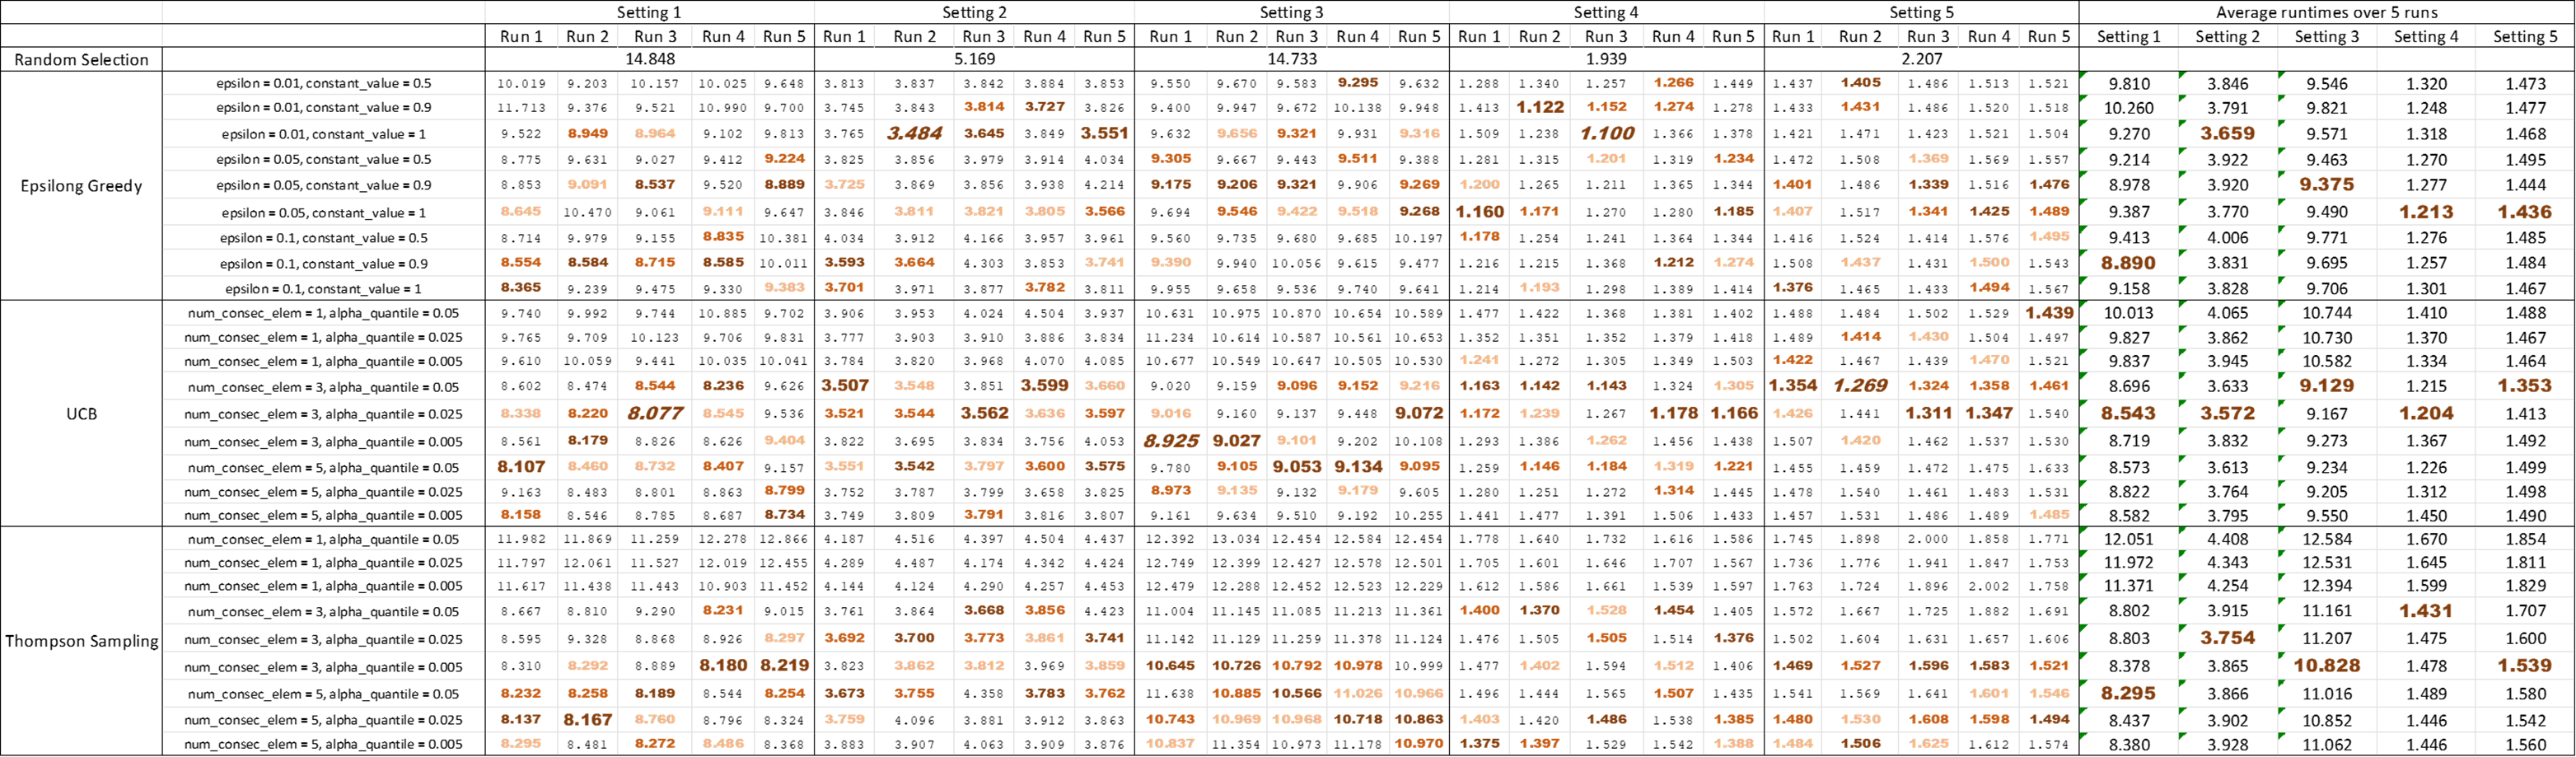 Setting 1 Setting 2 Setting 3 Setting 4 Setting 5 Average runtimes over 5 runs
Run 1 Run 2 Run 3 Run 4 Run 5 Run 1 Run 2 Run 3 Run 4 Run 5 Run 1 Run 2 Run 3 Run 4 Run 5 Run 1 Run 2 Run 3 Run 4 Run 5 Run 1 Run 2 Run 3 Run 4 Run 5 Setting 1 Setting 2 Setting 3 Setting 4 Setting 5
Random Selection 14.848 5.169 14.733 1.939 2.207
Epsilong Greedy
epsilon = 0.01, constant_value = 0.5 10.019 9.203 10.157 10.025 9.648 3.813 3.837 3.842 3.884 3.853 9.550 9.670 9.583 9.295 9.632 1.288 1.340 1.257 1.266 1.449 1.437 1.405 1.486 1.513 1.521 9.810 3.846 9.546 1.320 1.473
epsilon = 0.01, constant_value = 0.9 11.713 9.376 9.521 10.990 9.700 3.745 3.843 3.814 3.727 3.826 9.400 9.947 9.672 10.138 9.948 1.413 1.122 1.152 1.274 1.278 1.433 1.431 1.486 1.520 1.518 10.260 3.791 9.821 1.248 1.477
epsilon = 0.01, constant_value = 1 9.522 8.949 8.964 9.102 9.813 3.765 3.484 3.645 3.849 3.551 9.632 9.656 9.321 9.931 9.316 1.509 1.238 1.100 1.366 1.378 1.421 1.471 1.423 1.521 1.504 9.270 3.659 9.571 1.318 1.468
epsilon = 0.05, constant_value = 0.5 8.775 9.631 9.027 9.412 9.224 3.825 3.856 3.979 3.914 4.034 9.305 9.667 9.443 9.511 9.388 1.281 1.315 1.201 1.319 1.234 1.472 1.508 1.369 1.569 1.557 9.214 3.922 9.463 1.270 1.495
epsilon = 0.05, constant_value = 0.9 8.853 9.091 8.537 9.520 8.889 3.725 3.869 3.856 3.938 4.214 9.175 9.206 9.321 9.906 9.269 1.200 1.265 1.211 1.365 1.344 1.401 1.486 1.339 1.516 1.476 8.978 3.920 9.375 1.277 1.444
epsilon = 0.05, constant_value = 1 8.645 10.470 9.061 9.111 9.647 3.846 3.811 3.821 3.805 3.566 9.694 9.546 9.422 9.518 9.268 1.160 1.171 1.270 1.280 1.185 1.407 1.517 1.341 1.425 1.489 9.387 3.770 9.490 1.213 1.436
epsilon = 0.1, constant_value = 0.5 8.714 9.979 9.155 8.835 10.381 4.034 3.912 4.166 3.957 3.961 9.560 9.735 9.680 9.685 10.197 1.178 1.254 1.241 1.364 1.344 1.416 1.524 1.414 1.576 1.495 9.413 4.006 9.771 1.276 1.485
epsilon = 0.1, constant_value = 0.9 8.554 8.584 8.715 8.585 10.011 3.593 3.664 4.303 3.853 3.741 9.390 9.940 10.056 9.615 9.477 1.216 1.215 1.368 1.212 1.274 1.508 1.437 1.431 1.500 1.543 8.890 3.831 9.695 1.257 1.484
epsilon = 0.1, constant_value = 1 8.365 9.239 9.475 9.330 9.383 3.701 3.971 3.877 3.782 3.811 9.955 9.658 9.536 9.740 9.641 1.214 1.193 1.298 1.389 1.414 1.376 1.465 1.433 1.494 1.567 9.158 3.828 9.706 1.301 1.467
UCB
num_consec_elem = 1, alpha_quantile = 0.05 9.740 9.992 9.744 10.885 9.702 3.906 3.953 4.024 4.504 3.937 10.631 10.975 10.870 10.654 10.589 1.477 1.422 1.368 1.381 1.402 1.488 1.484 1.502 1.529 1.439 10.013 4.065 10.744 1.410 1.488
num_consec_elem = 1, alpha_quantile = 0.025 9.765 9.709 10.123 9.706 9.831 3.777 3.903 3.910 3.886 3.834 11.234 10.614 10.587 10.561 10.653 1.352 1.351 1.352 1.379 1.418 1.489 1.414 1.430 1.504 1.497 9.827 3.862 10.730 1.370 1.467
num_consec_elem = 1, alpha_quantile = 0.005 9.610 10.059 9.441 10.035 10.041 3.784 3.820 3.968 4.070 4.085 10.677 10.549 10.647 10.505 10.530 1.241 1.272 1.305 1.349 1.503 1.422 1.467 1.439 1.470 1.521 9.837 3.945 10.582 1.334 1.464
num_consec_elem = 3, alpha_quantile = 0.05 8.602 8.474 8.544 8.236 9.626 3.507 3.548 3.851 3.599 3.660 9.020 9.159 9.096 9.152 9.216 1.163 1.142 1.143 1.324 1.305 1.354 1.269 1.324 1.358 1.461 8.696 3.633 9.129 1.215 1.353
num_consec_elem = 3, alpha_quantile = 0.025 8.338 8.220 8.077 8.545 9.536 3.521 3.544 3.562 3.636 3.597 9.016 9.160 9.137 9.448 9.072 1.172 1.239 1.267 1.178 1.166 1.426 1.441 1.311 1.347 1.540 8.543 3.572 9.167 1.204 1.413
num_consec_elem = 3, alpha_quantile = 0.005 8.561 8.179 8.826 8.626 9.404 3.822 3.695 3.834 3.756 4.053 8.925 9.027 9.101 9.202 10.108 1.293 1.386 1.262 1.456 1.438 1.507 1.420 1.462 1.537 1.530 8.719 3.832 9.273 1.367 1.492
num_consec_elem = 5, alpha_quantile = 0.05 8.107 8.460 8.732 8.407 9.157 3.551 3.542 3.797 3.600 3.575 9.780 9.105 9.053 9.134 9.095 1.259 1.146 1.184 1.319 1.221 1.455 1.459 1.472 1.475 1.633 8.573 3.613 9.234 1.226 1.499
num_consec_elem = 5, alpha_quantile = 0.025 9.163 8.483 8.801 8.863 8.799 3.752 3.787 3.799 3.658 3.825 8.973 9.135 9.132 9.179 9.605 1.280 1.251 1.272 1.314 1.445 1.478 1.540 1.461 1.483 1.531 8.822 3.764 9.205 1.312 1.498
num_consec_elem = 5, alpha_quantile = 0.005 8.158 8.546 8.785 8.687 8.734 3.749 3.809 3.791 3.816 3.807 9.161 9.634 9.510 9.192 10.255 1.441 1.477 1.391 1.506 1.433 1.457 1.531 1.486 1.489 1.485 8.582 3.795 9.550 1.450 1.490
Thompson Sampling
num_consec_elem = 1, alpha_quantile = 0.05 11.982 11.869 11.259 12.278 12.866 4.187 4.516 4.397 4.504 4.437 12.392 13.034 12.454 12.584 12.454 1.778 1.640 1.732 1.616 1.586 1.745 1.898 2.000 1.858 1.771 12.051 4.408 12.584 1.670 1.854
num_consec_elem = 1, alpha_quantile = 0.025 11.797 12.061 11.527 12.019 12.455 4.289 4.487 4.174 4.342 4.424 12.749 12.399 12.427 12.578 12.501 1.705 1.601 1.646 1.707 1.567 1.736 1.776 1.941 1.847 1.753 11.972 4.343 12.531 1.645 1.811
num_consec_elem = 1, alpha_quantile = 0.005 11.617 11.438 11.443 10.903 11.452 4.144 4.124 4.290 4.257 4.453 12.479 12.288 12.452 12.523 12.229 1.612 1.586 1.661 1.539 1.597 1.763 1.724 1.896 2.002 1.758 11.371 4.254 12.394 1.599 1.829
num_consec_elem = 3, alpha_quantile = 0.05 8.667 8.810 9.290 8.231 9.015 3.761 3.864 3.668 3.856 4.423 11.004 11.145 11.085 11.213 11.361 1.400 1.370 1.528 1.454 1.405 1.572 1.667 1.725 1.882 1.691 8.802 3.915 11.161 1.431 1.707
num_consec_elem = 3, alpha_quantile = 0.025 8.595 9.328 8.868 8.926 8.297 3.692 3.700 3.773 3.861 3.741 11.142 11.129 11.259 11.378 11.124 1.476 1.505 1.505 1.514 1.376 1.502 1.604 1.631 1.657 1.606 8.803 3.754 11.207 1.475 1.600
num_consec_elem = 3, alpha_quantile = 0.005 8.310 8.292 8.889 8.180 8.219 3.823 3.862 3.812 3.969 3.859 10.645 10.726 10.792 10.978 10.999 1.477 1.402 1.594 1.512 1.406 1.469 1.527 1.596 1.583 1.521 8.378 3.865 10.828 1.478 1.539
num_consec_elem = 5, alpha_quantile = 0.05 8.232 8.258 8.189 8.544 8.254 3.673 3.755 4.358 3.783 3.762 11.638 10.885 10.566 11.026 10.966 1.496 1.444 1.565 1.507 1.435 1.541 1.569 1.641 1.601 1.546 8.295 3.866 11.016 1.489 1.580
num_consec_elem = 5, alpha_quantile = 0.025 8.137 8.167 8.760 8.796 8.324 3.759 4.096 3.881 3.912 3.863 10.743 10.969 10.968 10.718 10.863 1.403 1.420 1.486 1.538 1.385 1.480 1.530 1.608 1.598 1.494 8.437 3.902 10.852 1.446 1.542
num_consec_elem = 5, alpha_quantile = 0.005 8.295 8.481 8.272 8.486 8.368 3.883 3.907 4.063 3.909 3.876 10.837 11.354 10.973 11.178 10.970 1.375 1.397 1.529 1.542 1.388 1.484 1.506 1.625 1.612 1.574 8.380 3.928 11.062 1.446 1.560